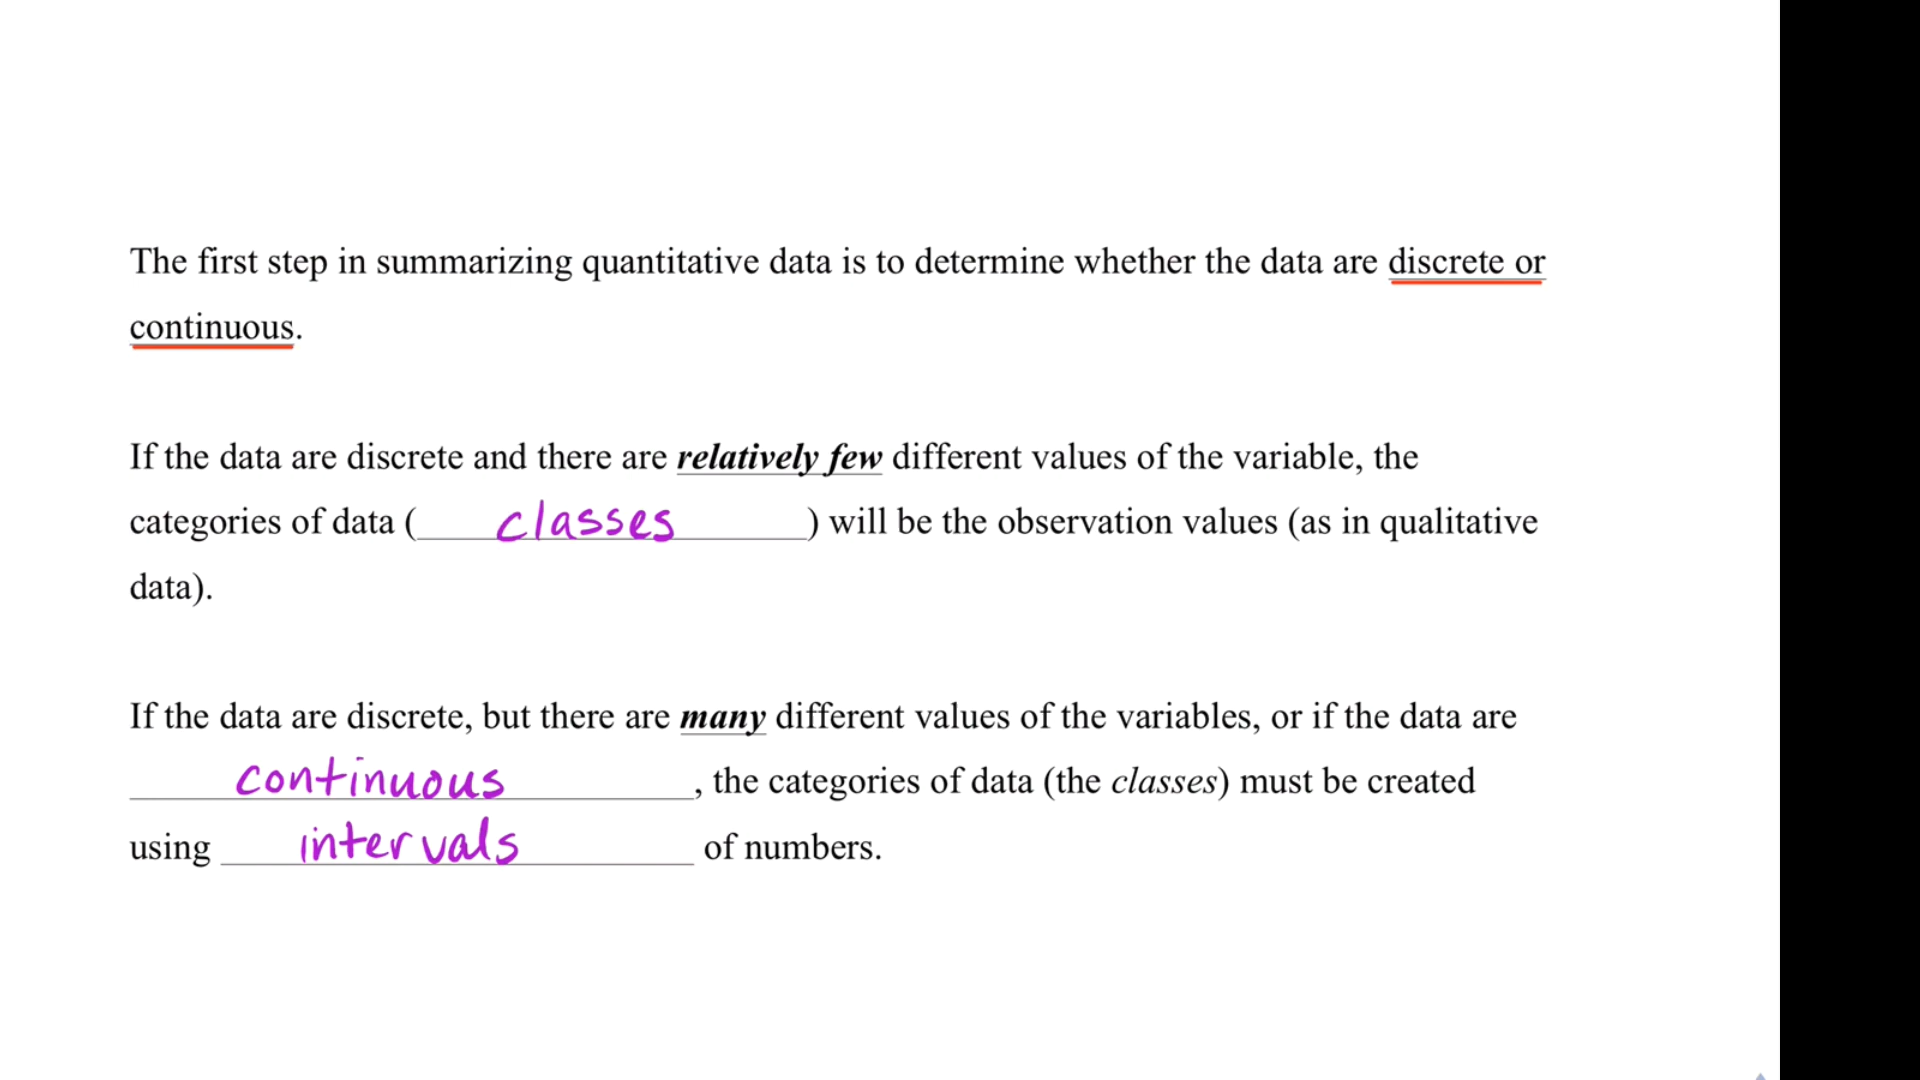 The first step in summarizing quantitative data is to determine whether the data are discrete or
continuous.
If the data are discrete and there are relatively few different values of the variable, the
categories of data ( classes ) will be the observation values (as in qualitative
data).
If the data are discrete, but there are many different values of the variables, or if the data are
continuous , the categories of data (the classes) must be created
using intervals of numbers.